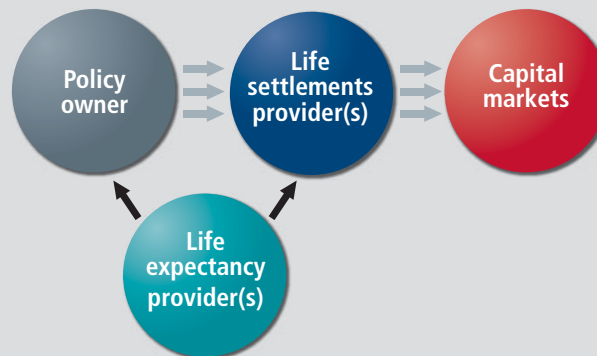 Policy
owner
Life
settlements
provider(s)
Capital
markets
Life
expectancy
provider(s)